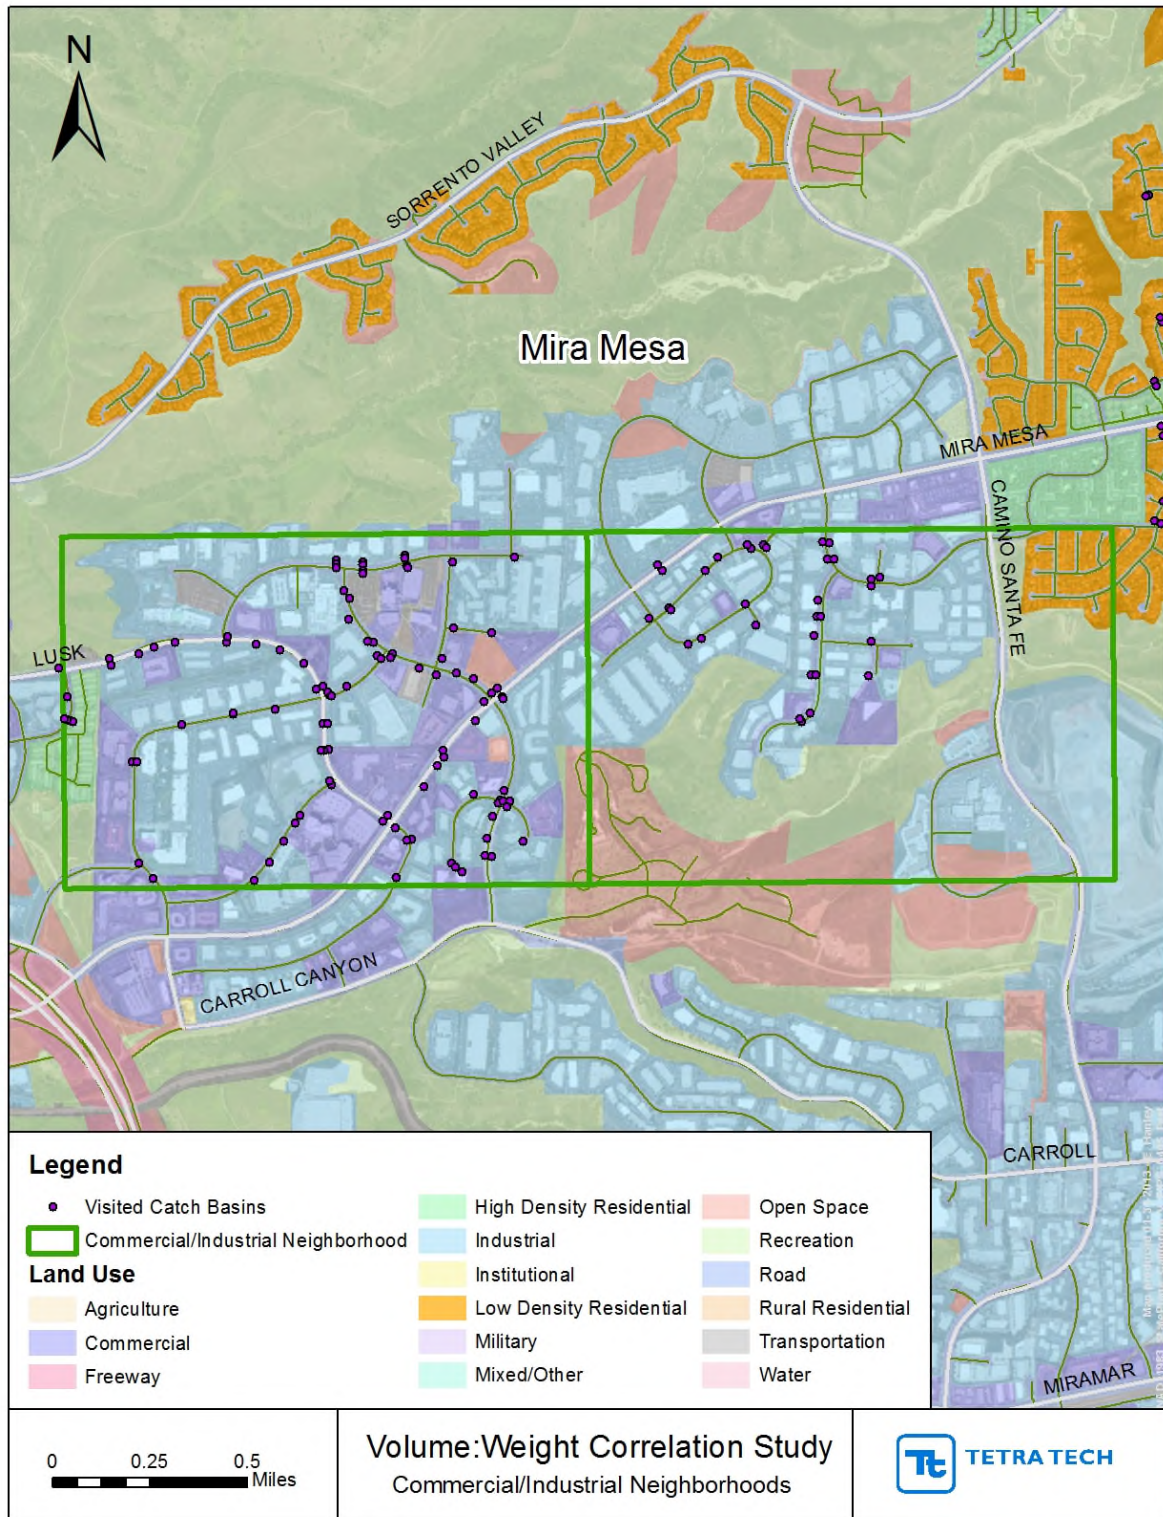 N
SORRENTO VALLEY
Mira Mesa
MIRA MESA
CAMINO SANTA FE
LUSK
CARROLL CANYON
CARROLL
MIRAMAR
Legend
Visited Catch Basins
Commercial/Industrial Neighborhood
Land Use
Agriculture
Commercial
Freeway
High Density Residential
Industrial
Institutional
Low Density Residential
Military
Mixed/Other
Open Space
Recreation
Road
Rural Residential
Transportation
Water
0 0.25 0.5
Miles
Volume:Weight Correlation Study
Commercial/Industrial Neighborhoods
Tt
TETRA TECH